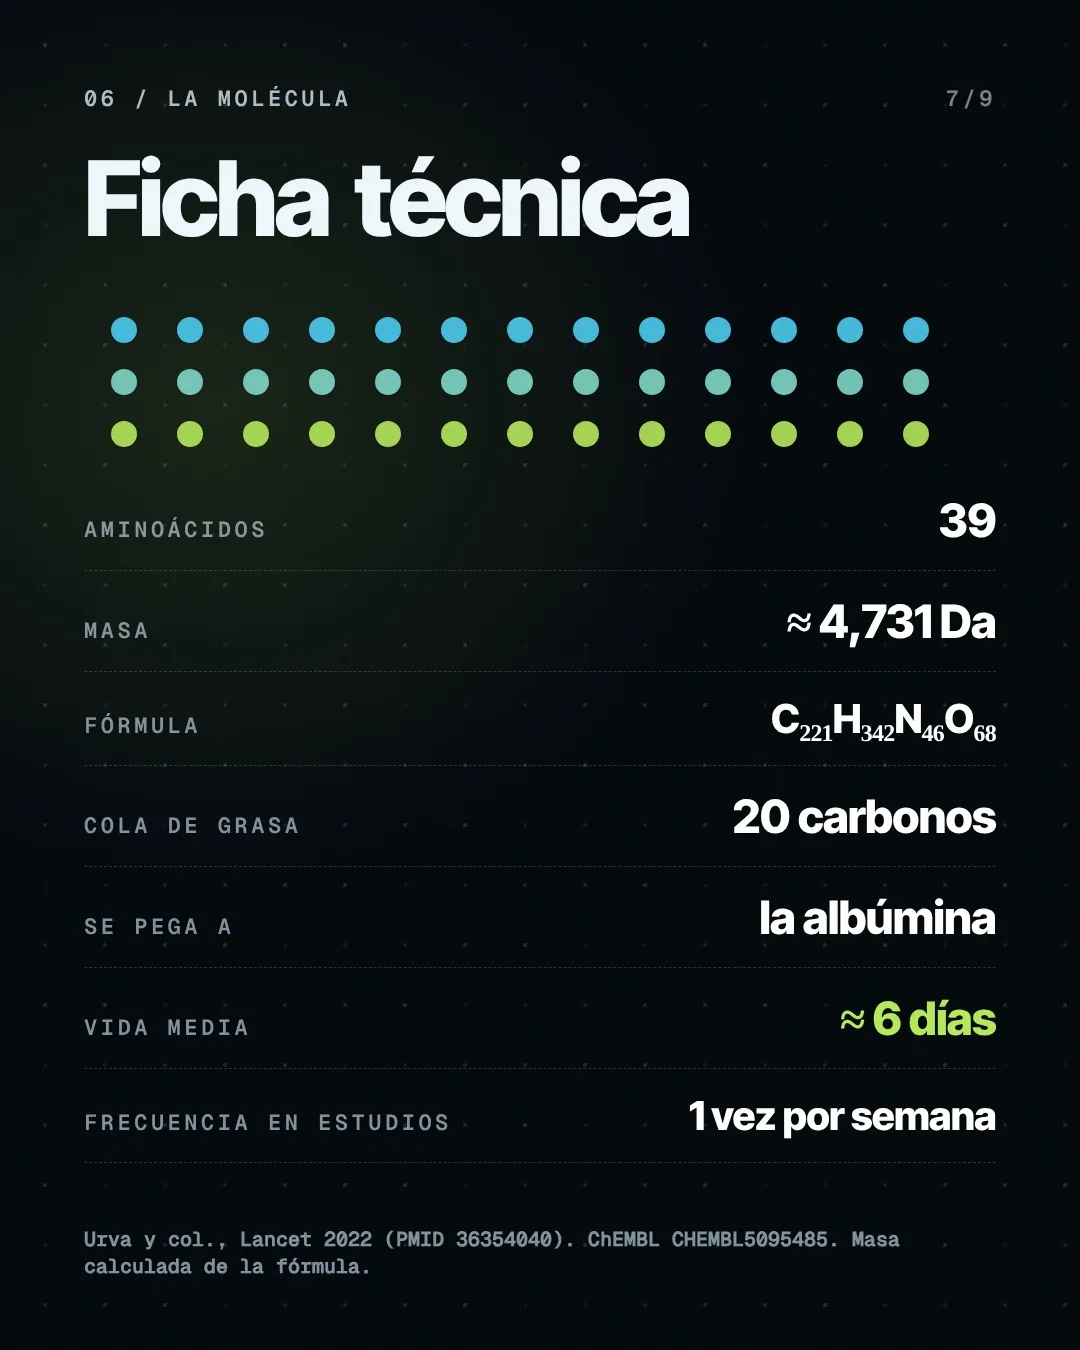 06 / LA MOLÉCULA
7/9
Ficha técnica
AMINOÁCIDOS
39
MASA
≈ 4,731 Da
FÓRMULA
C₂₂₁H₃₄₂N₄₆O₆₈
COLA DE GRASA
20 carbonos
SE PEGA A
la albúmina
VIDA MEDIA
≈ 6 días
FRECUENCIA EN ESTUDIOS
1 vez por semana
Urva y col., Lancet 2022 (PMID 36354040). ChEMBL CHEMBL5095485. Masa
calculada de la fórmula.